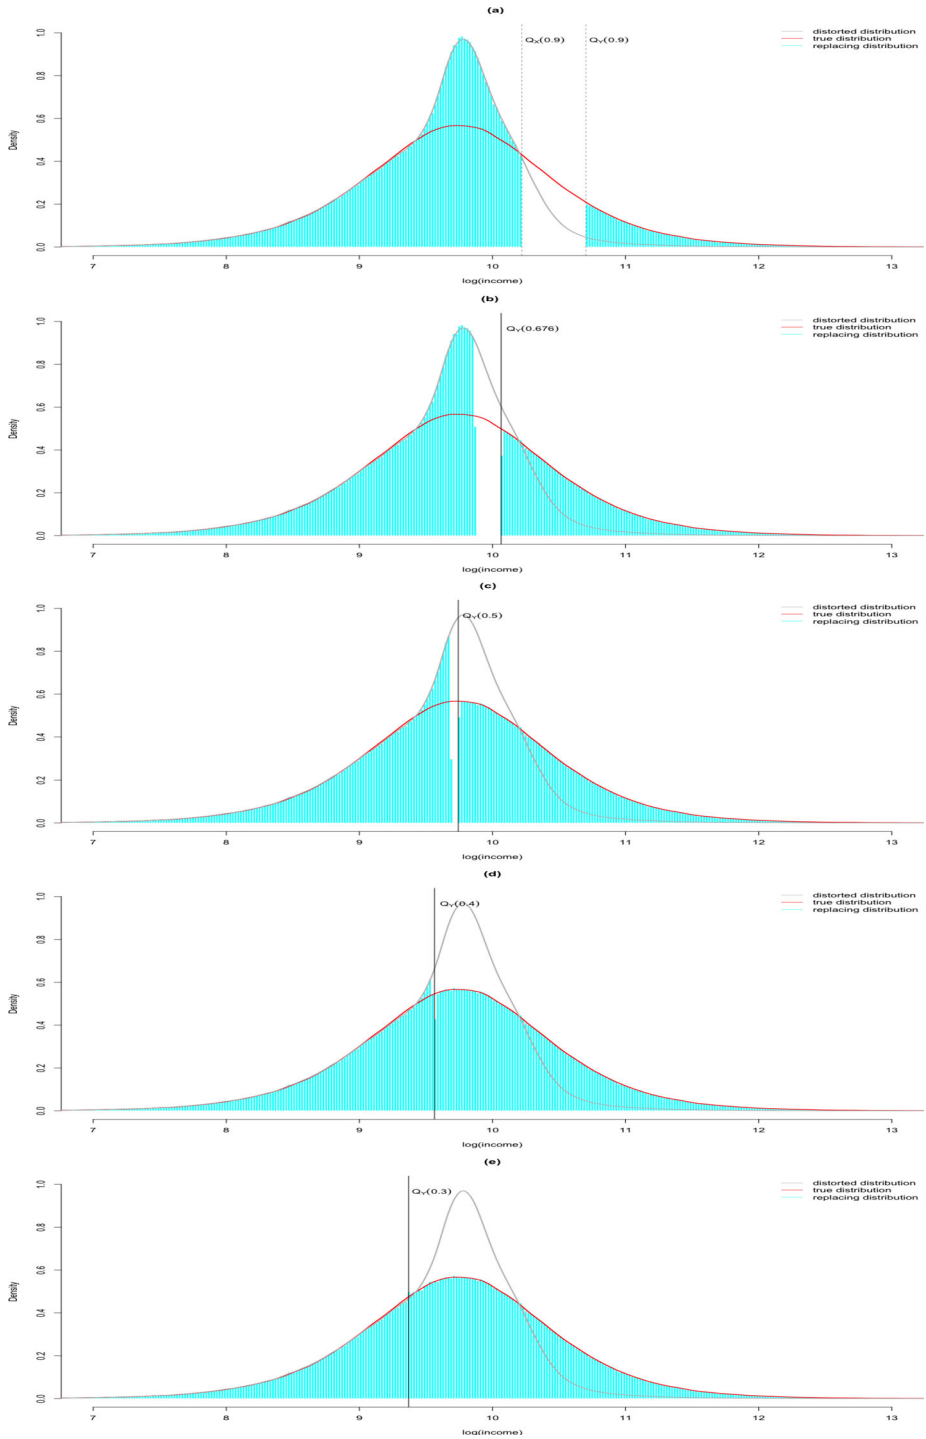 (a)
Q_X(0.9)
Q_Y(0.9)
distorted distribution
true distribution
replacing distribution
Density
0.0
0.2
0.4
0.6
0.8
1.0
7 8 9 10 11 12 13
log(income)
(b)
Q_Y(0.676)
distorted distribution
true distribution
replacing distribution
Density
0.0
0.2
0.4
0.6
0.8
1.0
7 8 9 10 11 12 13
log(income)
(c)
Q_Y(0.5)
distorted distribution
true distribution
replacing distribution
Density
0.0
0.2
0.4
0.6
0.8
1.0
7 8 9 10 11 12 13
log(income)
(d)
Q_Y(0.4)
distorted distribution
true distribution
replacing distribution
Density
0.0
0.2
0.4
0.6
0.8
1.0
7 8 9 10 11 12 13
log(income)
(e)
Q_Y(0.3)
distorted distribution
true distribution
replacing distribution
Density
0.0
0.2
0.4
0.6
0.8
1.0
7 8 9 10 11 12 13
log(income)